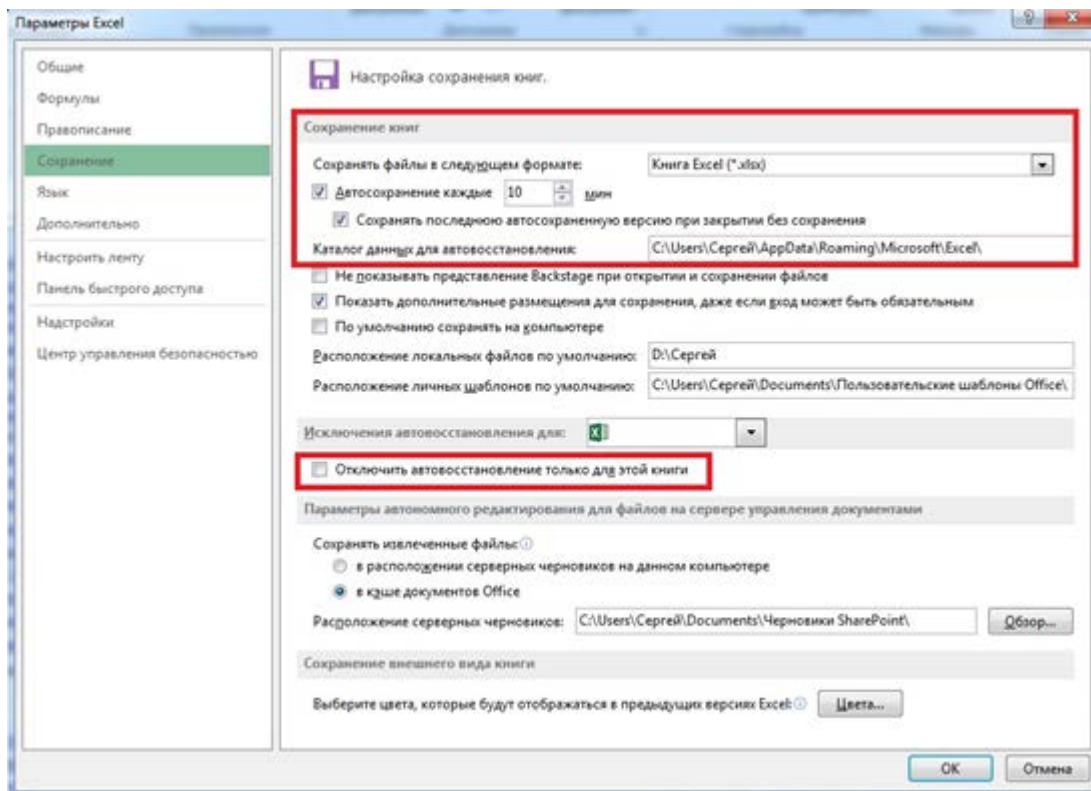 Параметры Excel
Общие
Формулы
Правописание
Сохранение
Язык
Дополнительно
Настроить ленту
Панель быстрого доступа
Надстройки
Центр управления безопасностью
Настройка сохранения книг.
Сохранение книг
Сохранять файлы в следующем формате: Книга Excel (*.xlsx)
Автосохранение каждые 10 мин
Сохранять последнюю автосохраненную версию при закрытии без сохранения
Каталог данных для автовосстановления: C:\Users\Сергей\AppData\Roaming\Microsoft\Excel\
Не показывать представление Backstage при открытии и сохранении файлов
Показать дополнительные размещения для сохранения, даже если вход может быть обязательным
По умолчанию сохранять на компьютере
Расположение локальных файлов по умолчанию: D:\Сергей
Расположение личных шаблонов по умолчанию: C:\Users\Сергей\Documents\Пользовательские шаблоны Office\
Исключения автовосстановления для:
Отключить автовосстановление только для этой книги
Параметры автономного редактирования для файлов на сервере управления документами
Сохранять извлеченные файлы:
в расположении серверных черновиков на данном компьютере
в кэше документов Office
Расположение серверных черновиков: C:\Users\Сергей\Documents\Черновики SharePoint\ Обзор...
Сохранение внешнего вида книги
Выберите цвета, которые будут отображаться в предыдущих версиях Excel: Цвета...
ОК Отмена